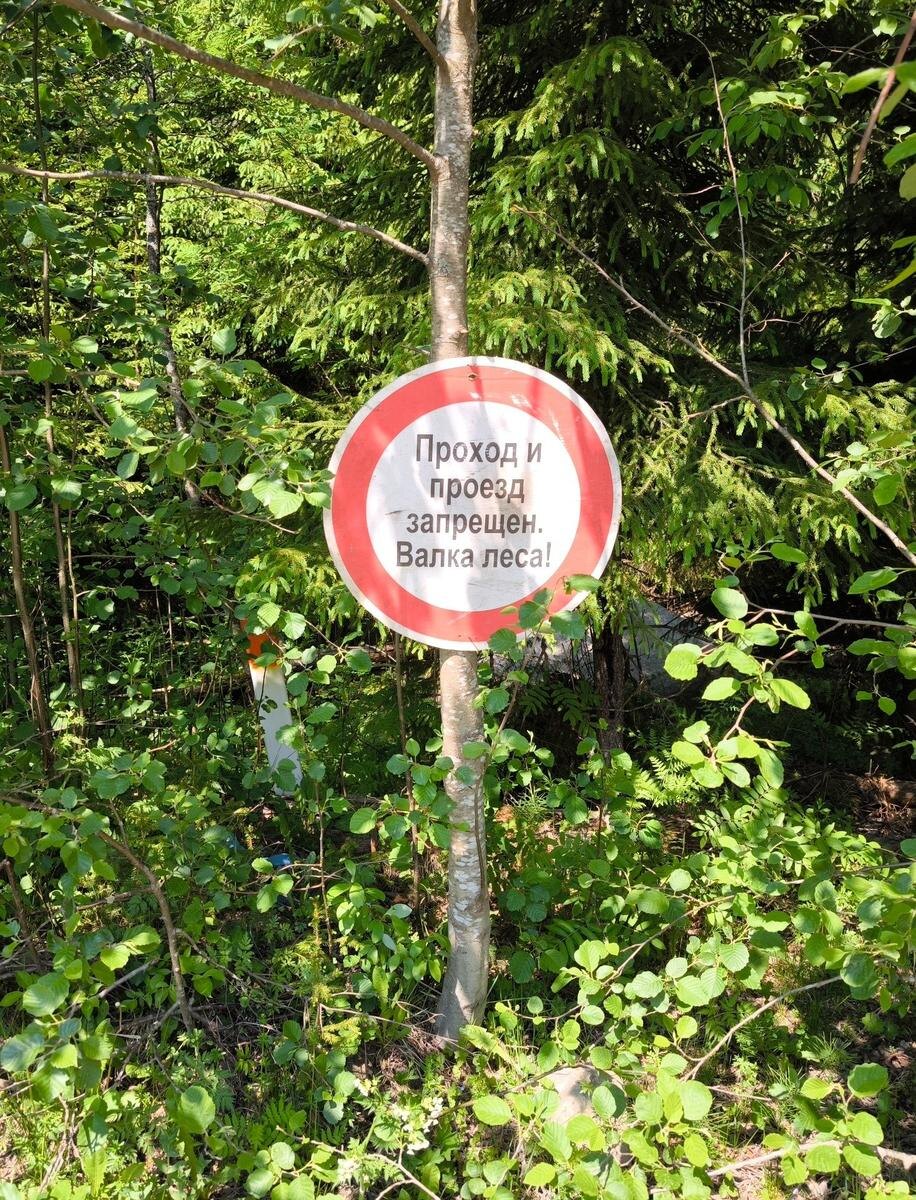 Проход и
проезд
запрещен.
Валка леса!